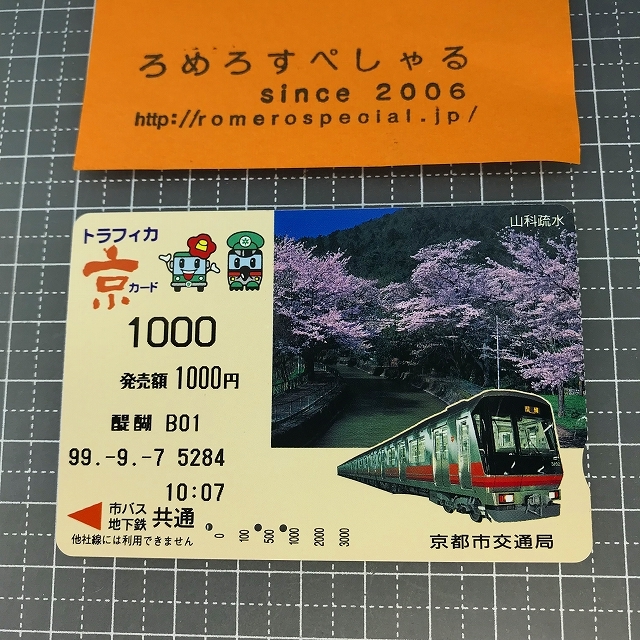 ろめろすぺしゃる
since 2006
http://romerospecial.jp/
山科疏水
トラフィカ
京カード
1000
発売額 1000円
醍醐 B01
99.-9.-7 5284
10:07
市バス
地下鉄 共通
他社線には利用できません
0 100 500 1000 2000 3000
醍醐
京都市交通局